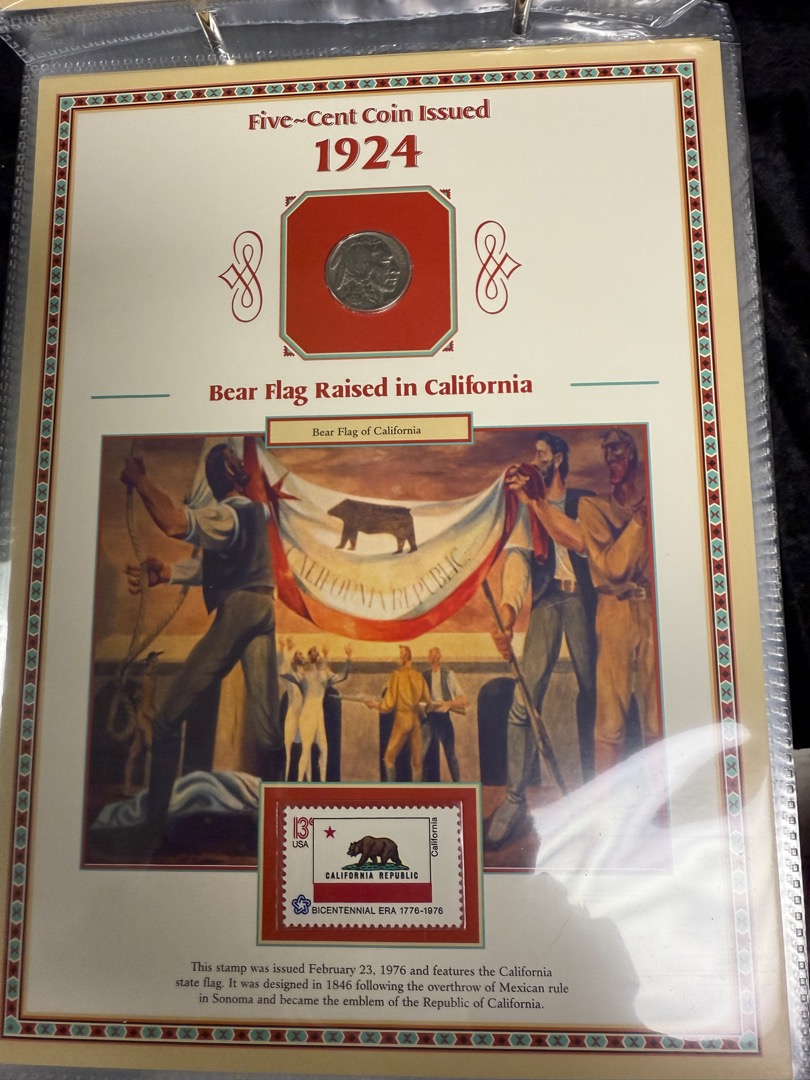 Five~Cent Coin Issued
1924
Bear Flag Raised in California
Bear Flag of California
CALIFORNIA REPUBLIC
13c
USA
California
CALIFORNIA REPUBLIC
BICENTENNIAL ERA 1776-1976
This stamp was issued February 23, 1976 and features the California
state flag. It was designed in 1846 following the overthrow of Mexican rule
in Sonoma and became the emblem of the Republic of California.